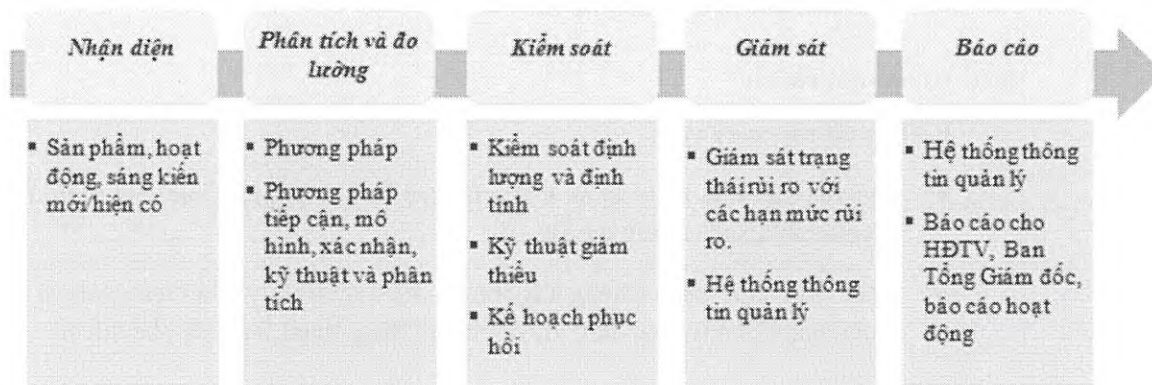 Nhận diện
Phân tích và đo
lường
Kiểm soát
Giám sát
Báo cáo
▪ Sản phẩm, hoạt
động, sáng kiến
mới/hiện có
▪ Phương pháp
▪ Phương pháp
tiếp cận, mô
hình, xác nhận,
kỹ thuật và phân
tích
▪ Kiểm soát định
lượng và định
tính
▪ Kỹ thuật giảm
thiểu
▪ Kế hoạch phục
hồi
▪ Giám sát trạng
thái rủi ro với
các hạn mức rủi
ro.
▪ Hệ thống thông
tin quản lý
▪ Hệ thống thông
tin quản lý
▪ Báo cáo cho
HĐTV, Ban
Tổng Giám đốc,
báo cáo hoạt
động